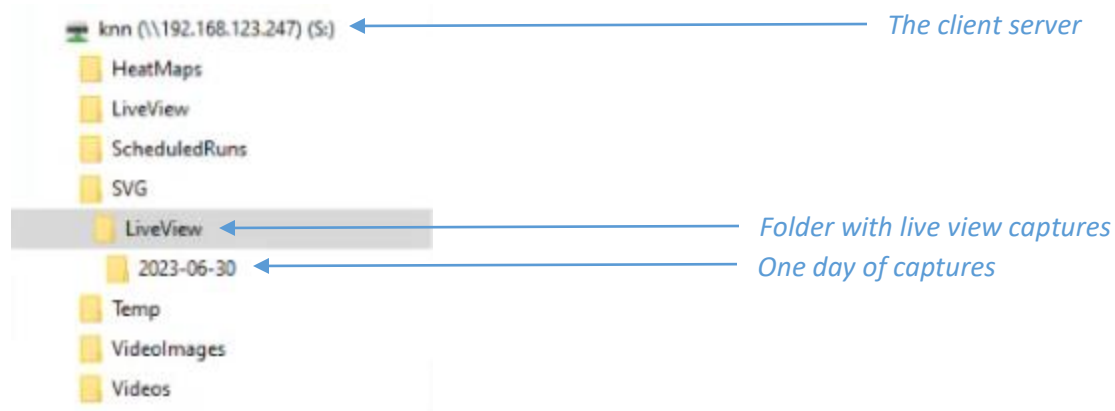 knn (\\192.168.123.247) (S:)
The client server
HeatMaps
LiveView
ScheduledRuns
SVG
LiveView
Folder with live view captures
2023-06-30
One day of captures
Temp
VideoImages
Videos